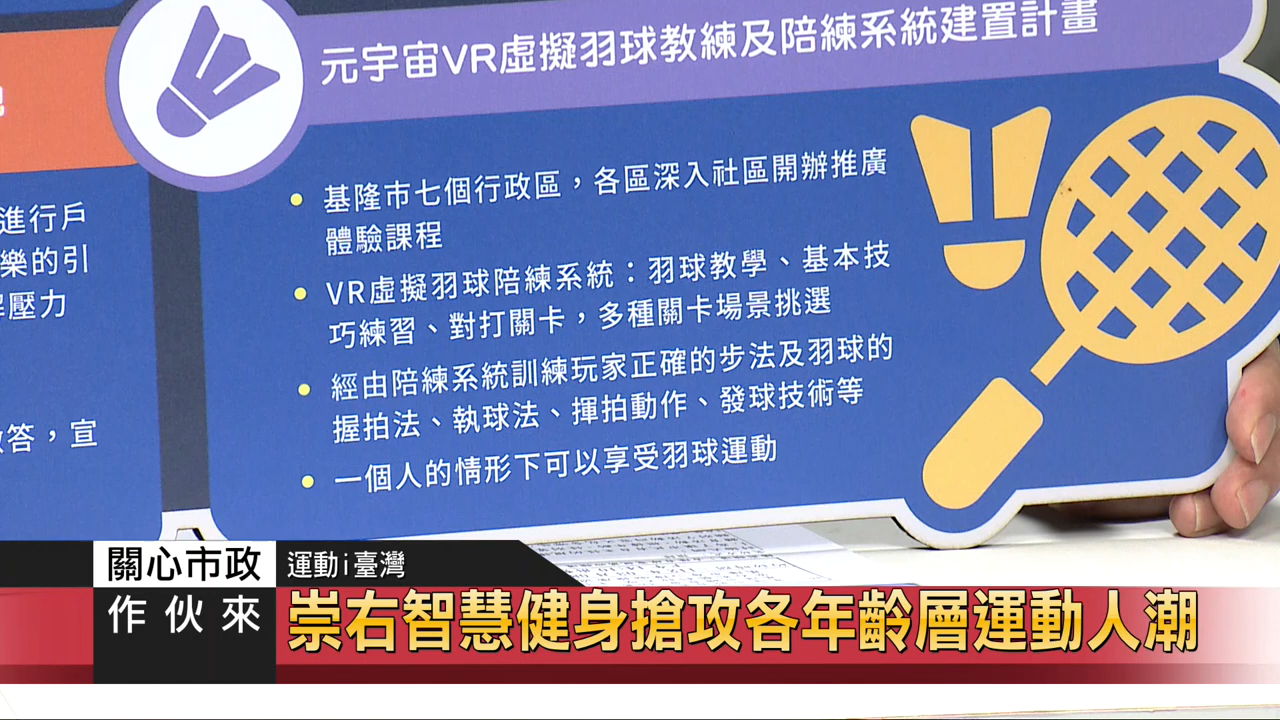 元宇宙VR虛擬羽球教練及陪練系統建置計畫
進行戶
樂的引
壓力
答，宣
基隆市七個行政區，各區深入社區開辦推廣
體驗課程
VR虛擬羽球陪練系統：羽球教學、基本技
巧練習、對打關卡，多種關卡場景挑選
經由陪練系統訓練玩家正確的步法及羽球的
握拍法、執球法、揮拍動作、發球技術等
一個人的情形下可以享受羽球運動
關心市政
作伙來
運動i臺灣
崇右智慧健身搶攻各年齡層運動人潮